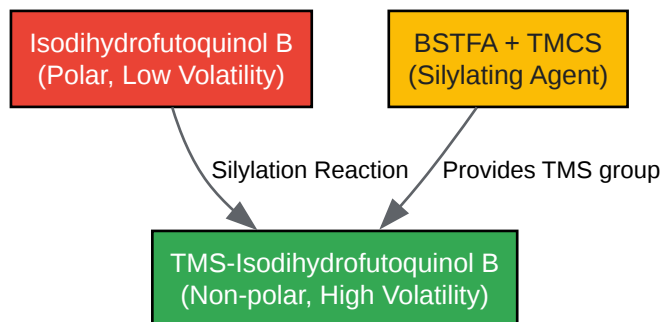 Isodihydrofutoquinol B
(Polar, Low Volatility)
BSTFA + TMCS
(Silylating Agent)
Silylation Reaction
Provides TMS group
TMS-Isodihydrofutoquinol B
(Non-polar, High Volatility)